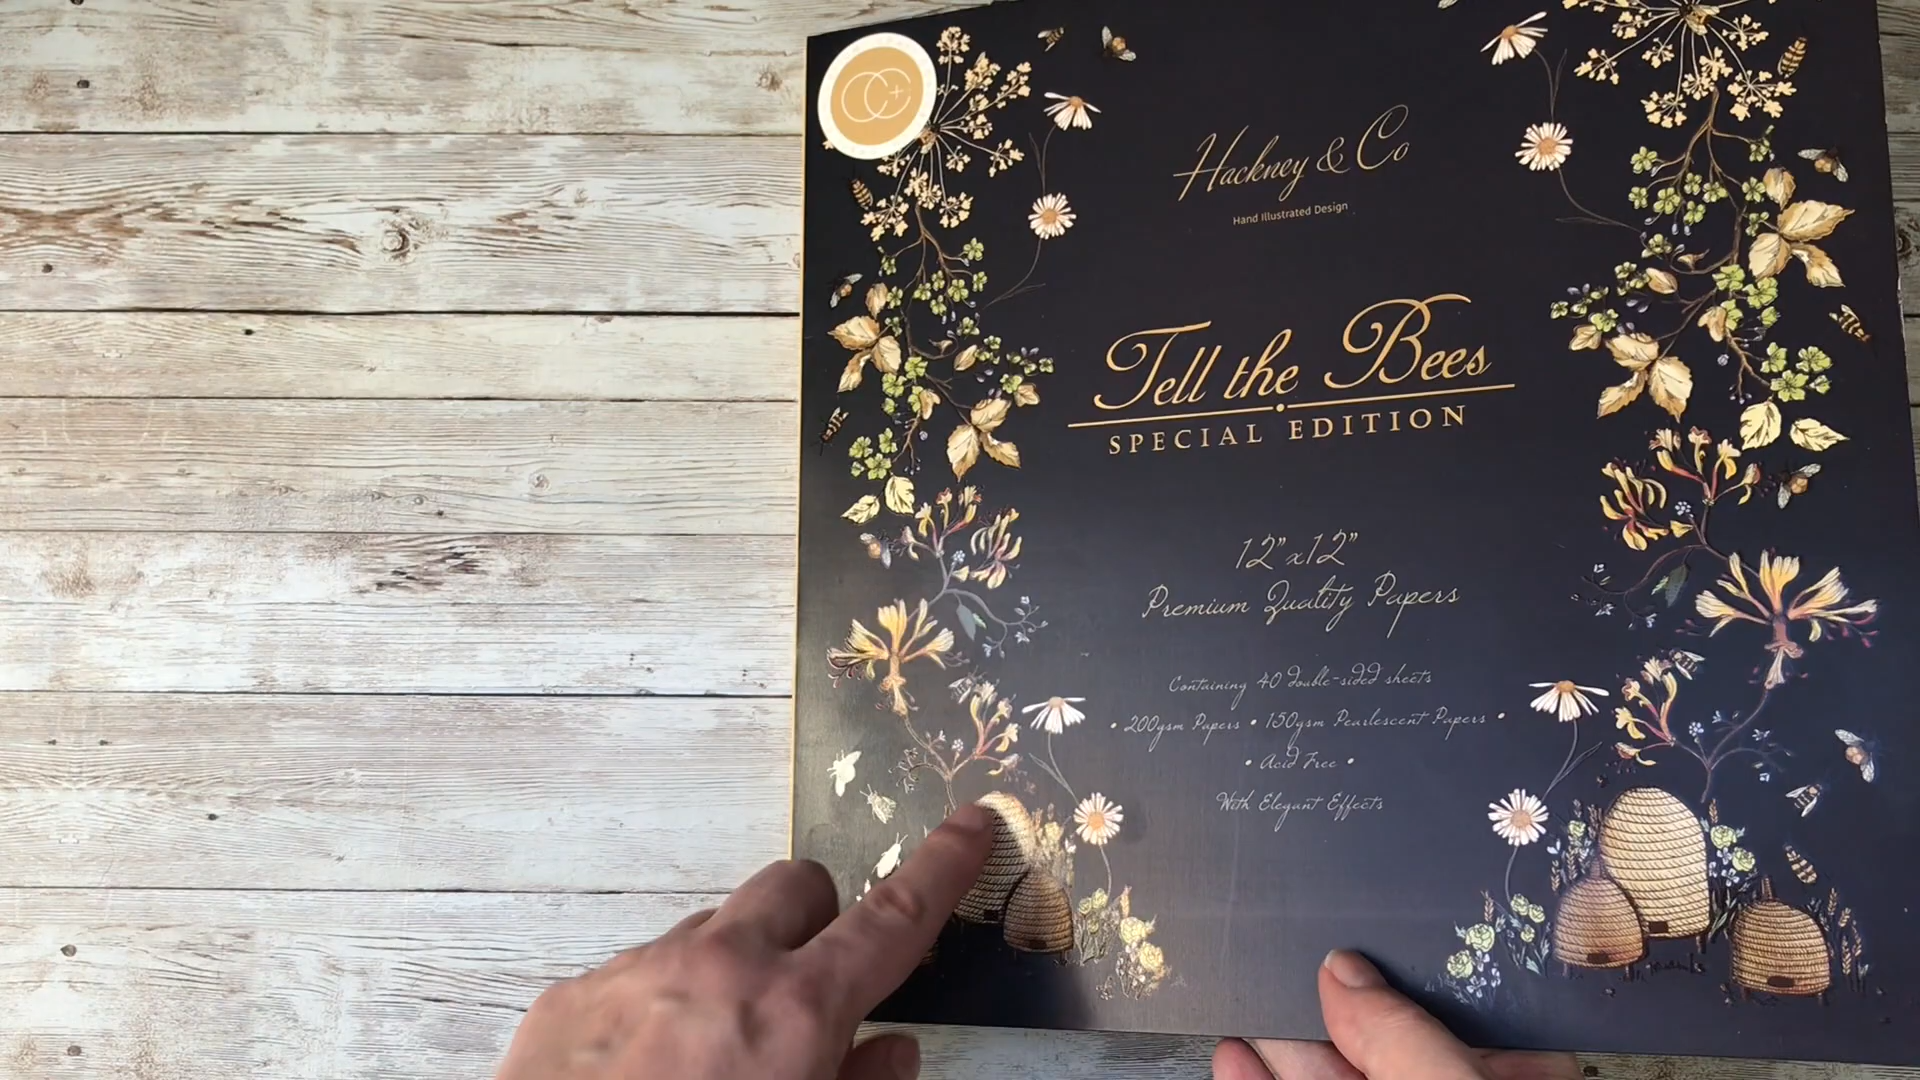 CC+
Hackney & Co
Hand Illustrated Design
Tell the Bees
SPECIAL EDITION
12"x12"
Premium Quality Papers
Containing 40 double-sided sheets
• 200gsm Papers • 150gsm Pearlescent Papers •
• Acid Free •
With Elegant Effects